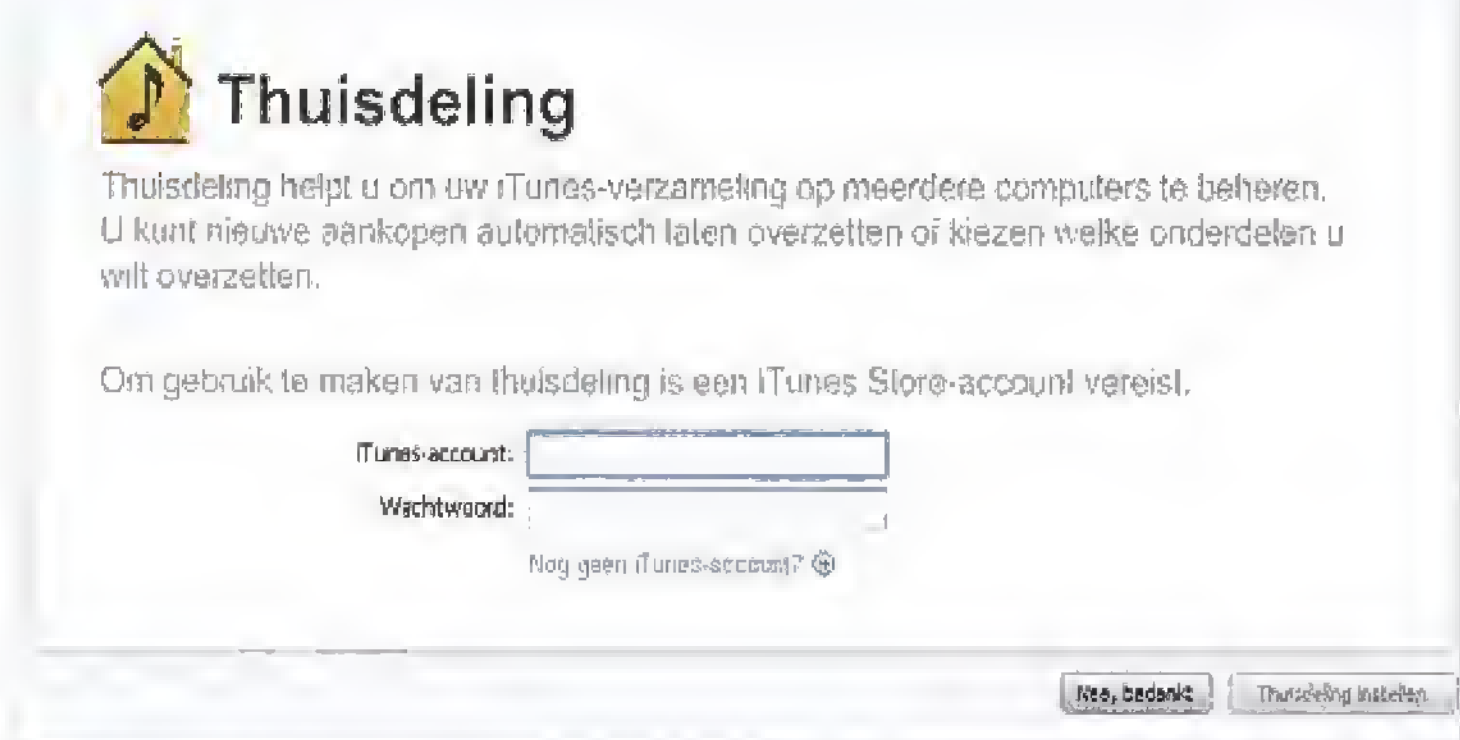 Thuisdeling
Thuisdeling helpt u om uw iTunes-verzameling op meerdere computers te beheren.
U kunt nieuwe aankopen automatisch laten overzetten of kiezen welke onderdelen u
wilt overzetten.
Om gebruik te maken van thuisdeling is een iTunes Store-account vereist.
iTunes-account:
Wachtwoord:
Nog geen iTunes-account?
Nee, bedankt
Thuisdeling instellen